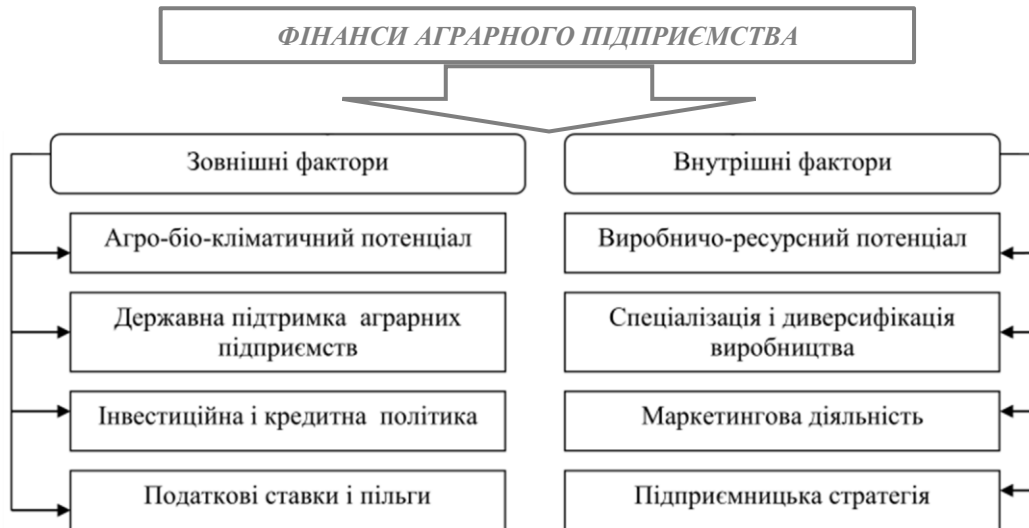 ФІНАНСИ АГРАРНОГО ПІДПРИЄМСТВА
Зовнішні фактори
Агро-біо-кліматичний потенціал
Державна підтримка аграрних
підприємств
Інвестиційна і кредитна політика
Податкові ставки і пільги
Внутрішні фактори
Виробничо-ресурсний потенціал
Спеціалізація і диверсифікація
виробництва
Маркетингова діяльність
Підприємницька стратегія